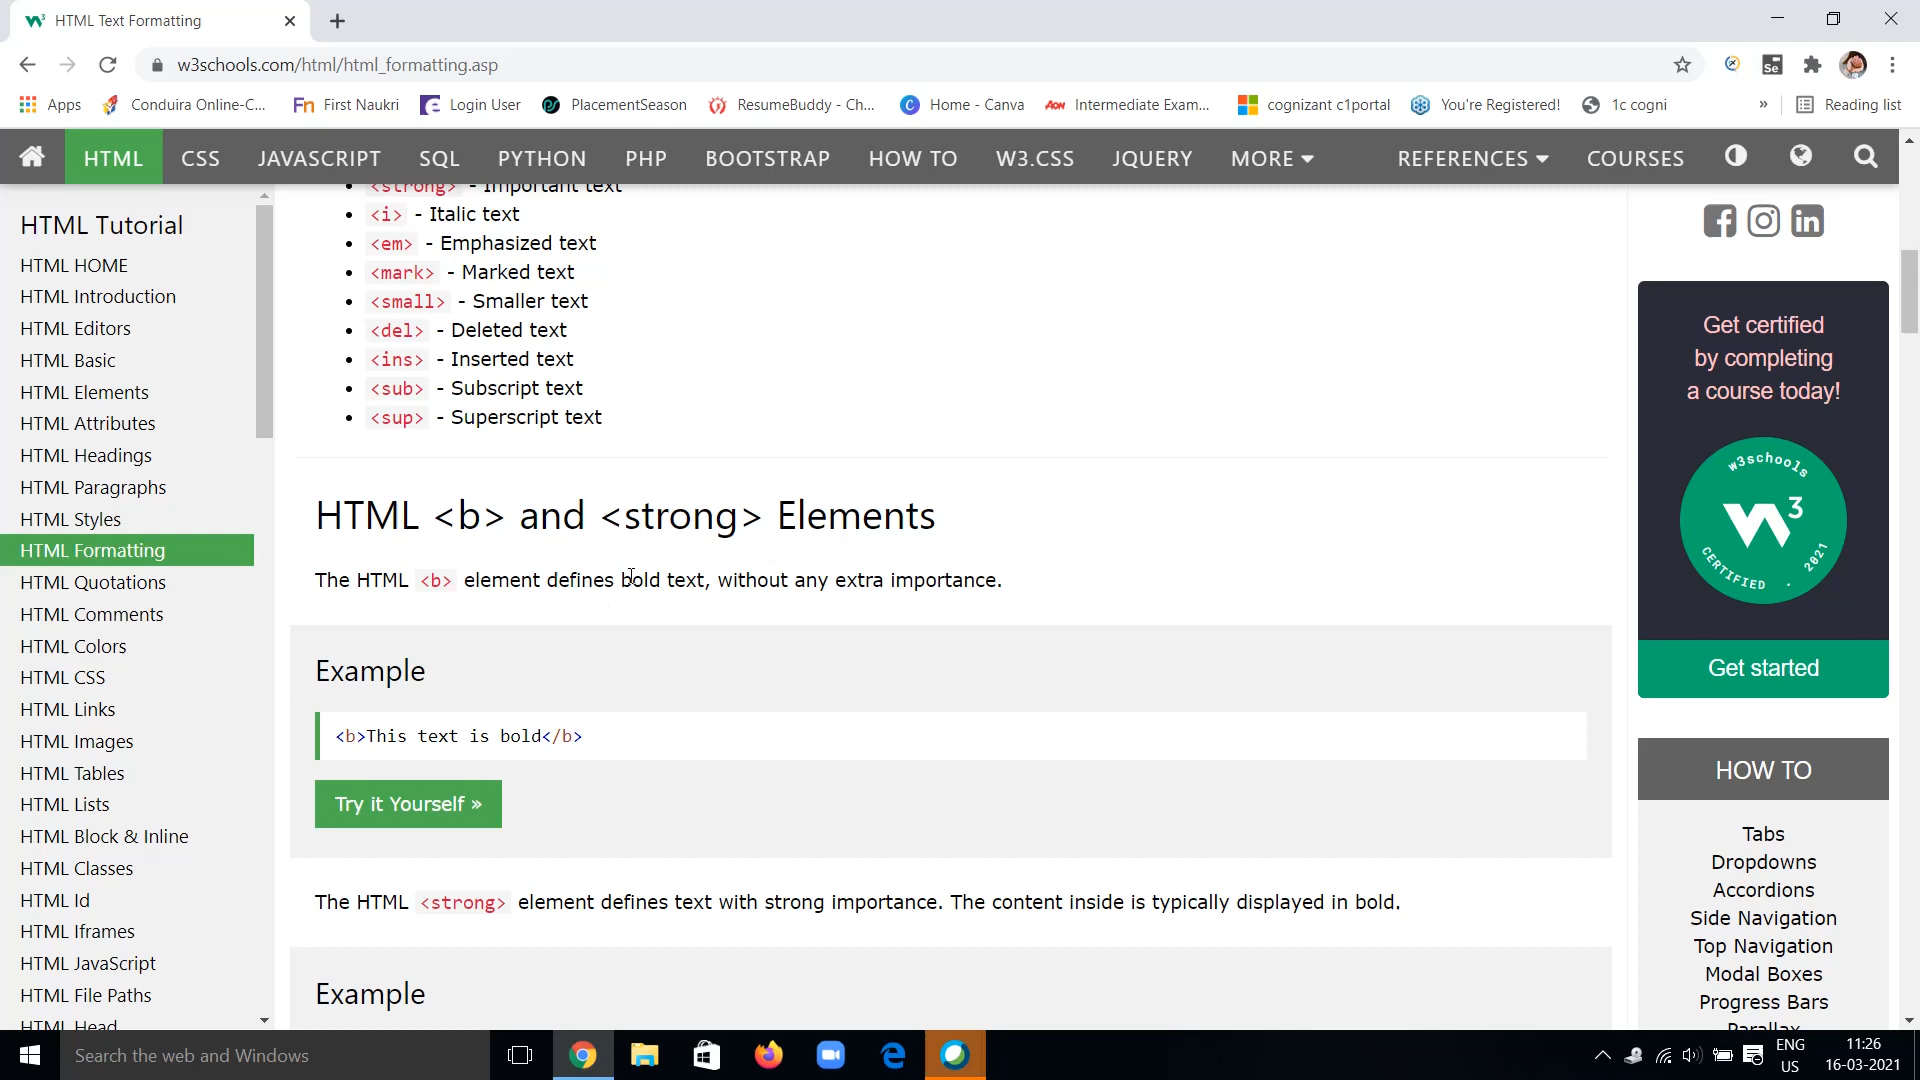 HTML Text Formatting
w3schools.com/html/html_formatting.asp
Apps
Conduira Online-C...
Fn First Naukri
Login User
PlacementSeason
ResumeBuddy - Ch...
C Home - Canva
Aon Intermediate Exam...
cognizant c1portal
You're Registered!
1c cogni
»
Reading list
Se
HTML CSS JAVASCRIPT SQL PYTHON PHP BOOTSTRAP HOW TO W3.CSS JQUERY MORE REFERENCES COURSES
HTML Tutorial
HTML HOME
HTML Introduction
HTML Editors
HTML Basic
HTML Elements
HTML Attributes
HTML Headings
HTML Paragraphs
HTML Styles
HTML Formatting
HTML Quotations
HTML Comments
HTML Colors
HTML CSS
HTML Links
HTML Images
HTML Tables
HTML Lists
HTML Block & Inline
HTML Classes
HTML Id
HTML Iframes
HTML JavaScript
HTML File Paths
HTML Head
<strong> - Important text
<i> - Italic text
<em> - Emphasized text
<mark> - Marked text
<small> - Smaller text
<del> - Deleted text
<ins> - Inserted text
<sub> - Subscript text
<sup> - Superscript text
HTML <b> and <strong> Elements
The HTML <b> element defines bold text, without any extra importance.
Example
<b>This text is bold</b>
Try it Yourself »
The HTML <strong> element defines text with strong importance. The content inside is typically displayed in bold.
Example
Get certified
by completing
a course today!
w3schools
W3
CERTIFIED . 2021
Get started
HOW TO
Tabs
Dropdowns
Accordions
Side Navigation
Top Navigation
Modal Boxes
Progress Bars
Parallax
Search the web and Windows
ENG
US
11:26
16-03-2021